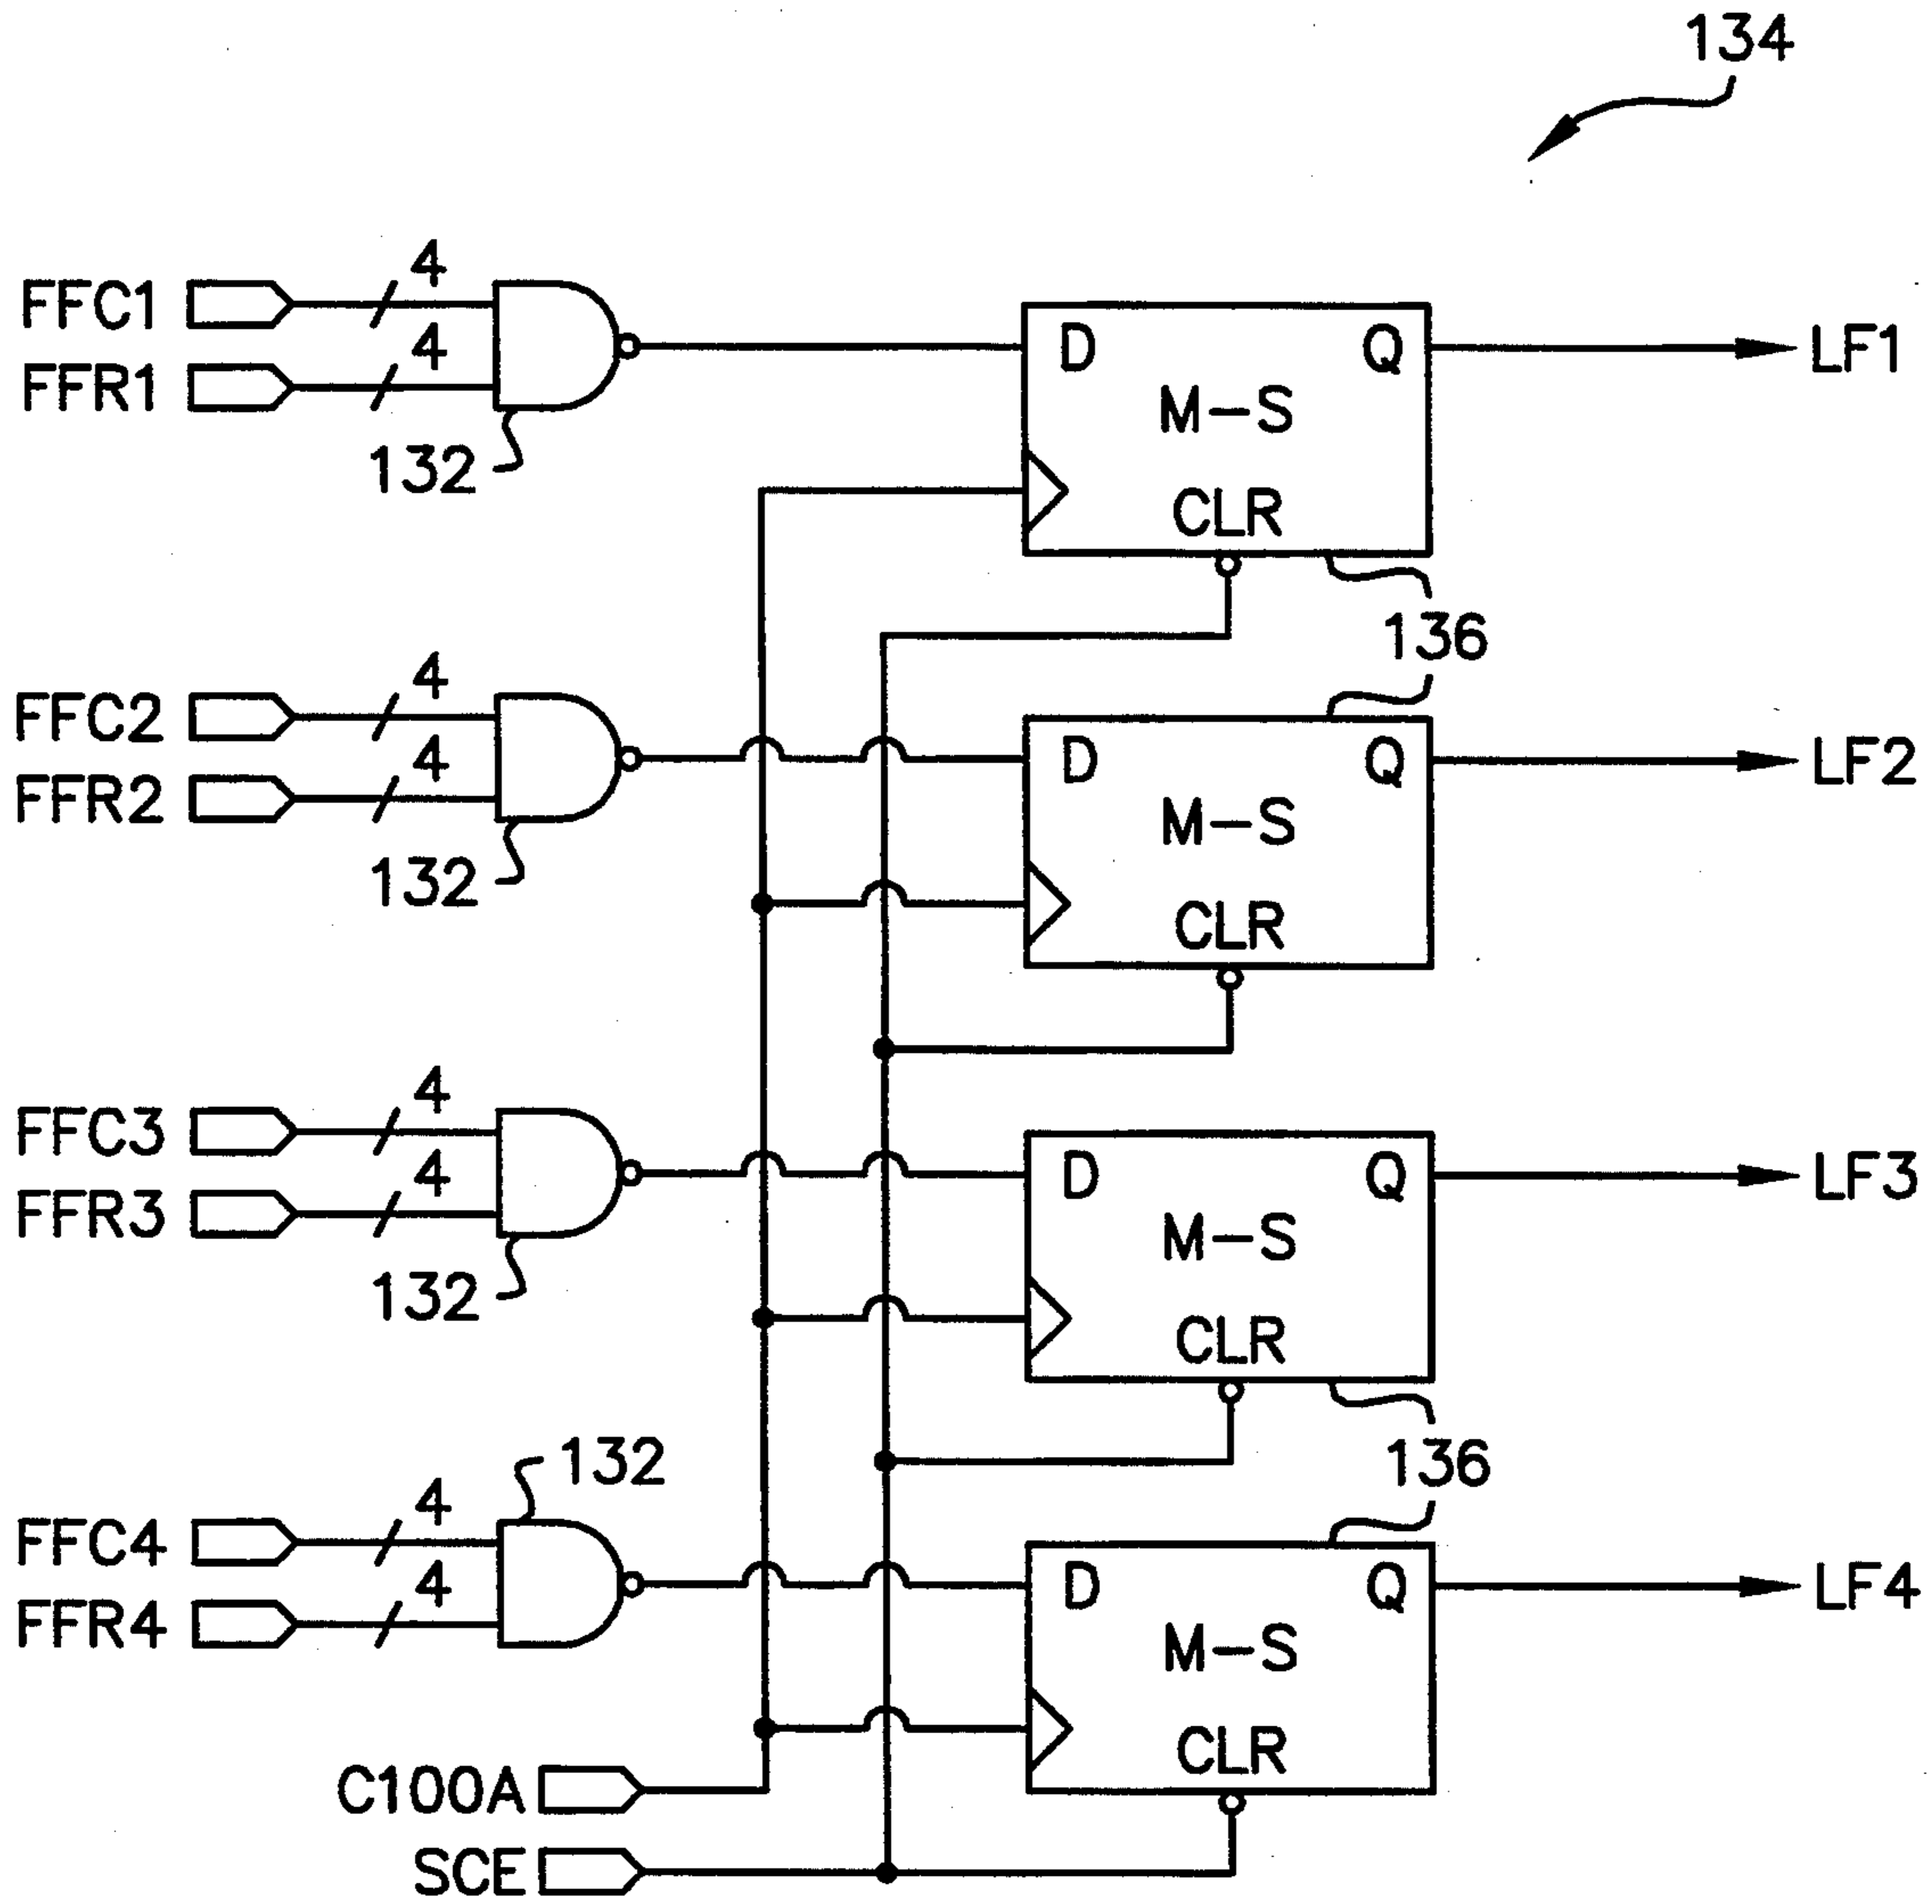 134
4
FFC1
4
FFR1
132
D
Q
M-S
CLR
LF1
136
4
FFC2
4
FFR2
132
D
Q
M-S
CLR
LF2
4
FFC3
4
FFR3
132
D
Q
M-S
CLR
LF3
136
132
4
FFC4
4
FFR4
D
Q
M-S
CLR
LF4
C100A
SCE